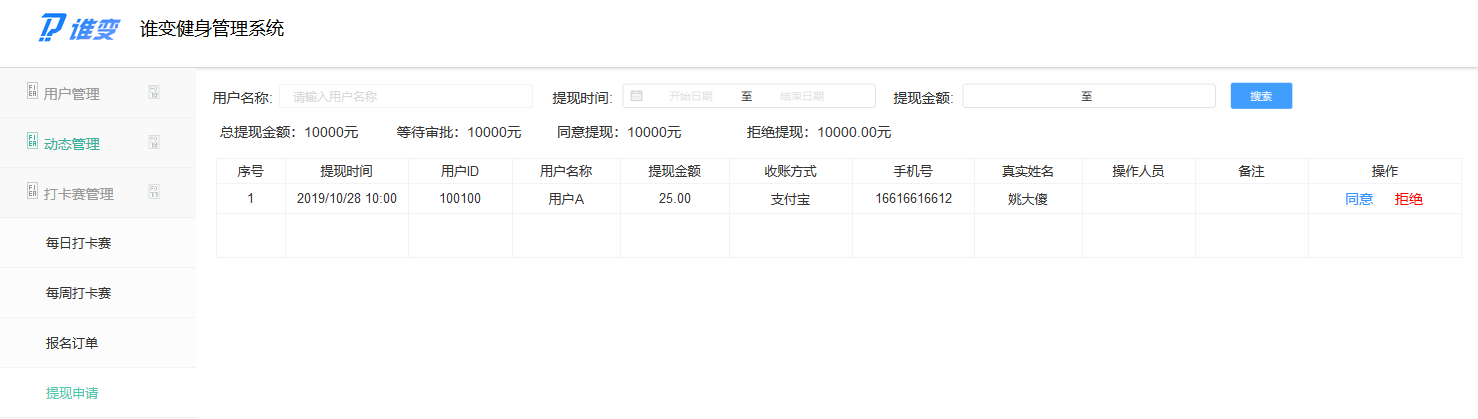 谁变 谁变健身管理系统
用户管理
动态管理
打卡赛管理
每日打卡赛
每周打卡赛
报名订单
提现申请
用户名称: 请输入用户名称 提现时间: 开始日期 至 结束日期 提现金额: 至 搜索
总提现金额：10000元 等待审批：10000元 同意提现：10000元 拒绝提现：10000.00元
序号 提现时间 用户ID 用户名称 提现金额 收账方式 手机号 真实姓名 操作人员 备注 操作
1 2019/10/28 10:00 100100 用户A 25.00 支付宝 16616616612 姚大傻 同意 拒绝